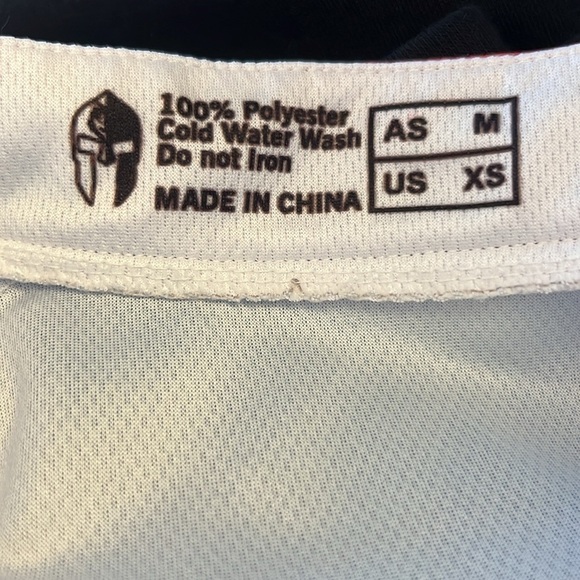 100% Polyester
Cold Water Wash
Do not Iron
MADE IN CHINA
AS M
US XS